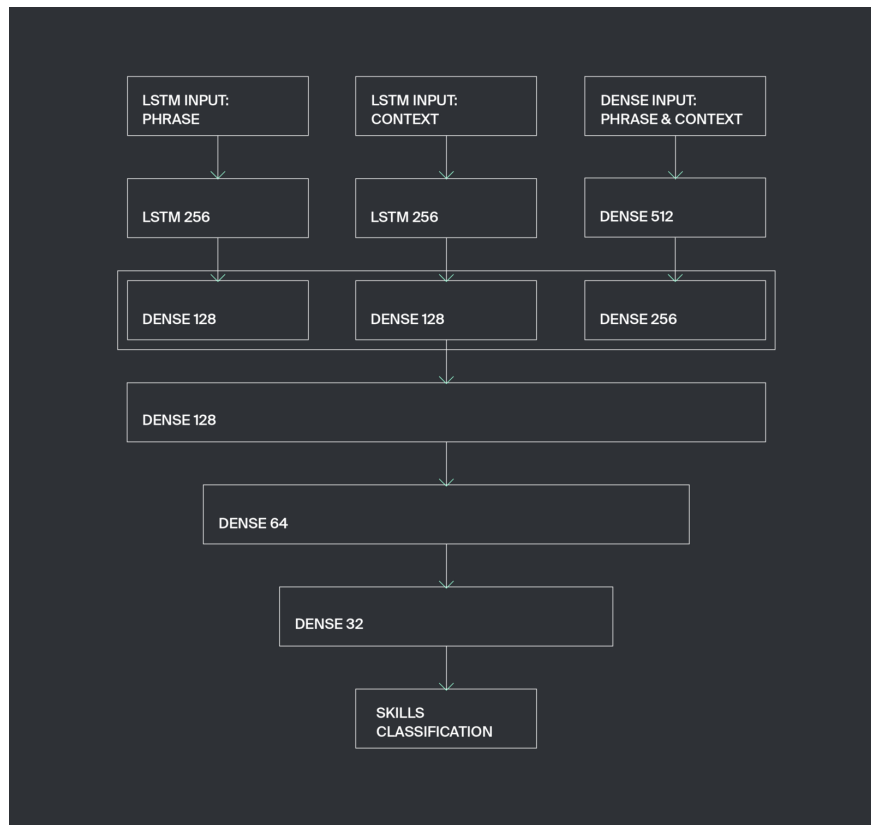 LSTM INPUT:
PHRASE
LSTM INPUT:
CONTEXT
DENSE INPUT:
PHRASE & CONTEXT
LSTM 256
LSTM 256
DENSE 512
DENSE 128
DENSE 128
DENSE 256
DENSE 128
DENSE 64
DENSE 32
SKILLS
CLASSIFICATION